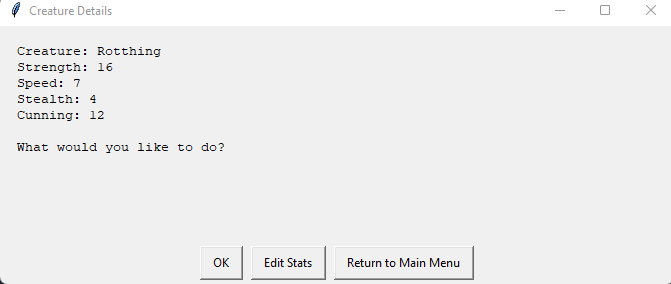 Creature Details
Creature: Rotthing
Strength: 16
Speed: 7
Stealth: 4
Cunning: 12
What would you like to do?
OK
Edit Stats
Return to Main Menu